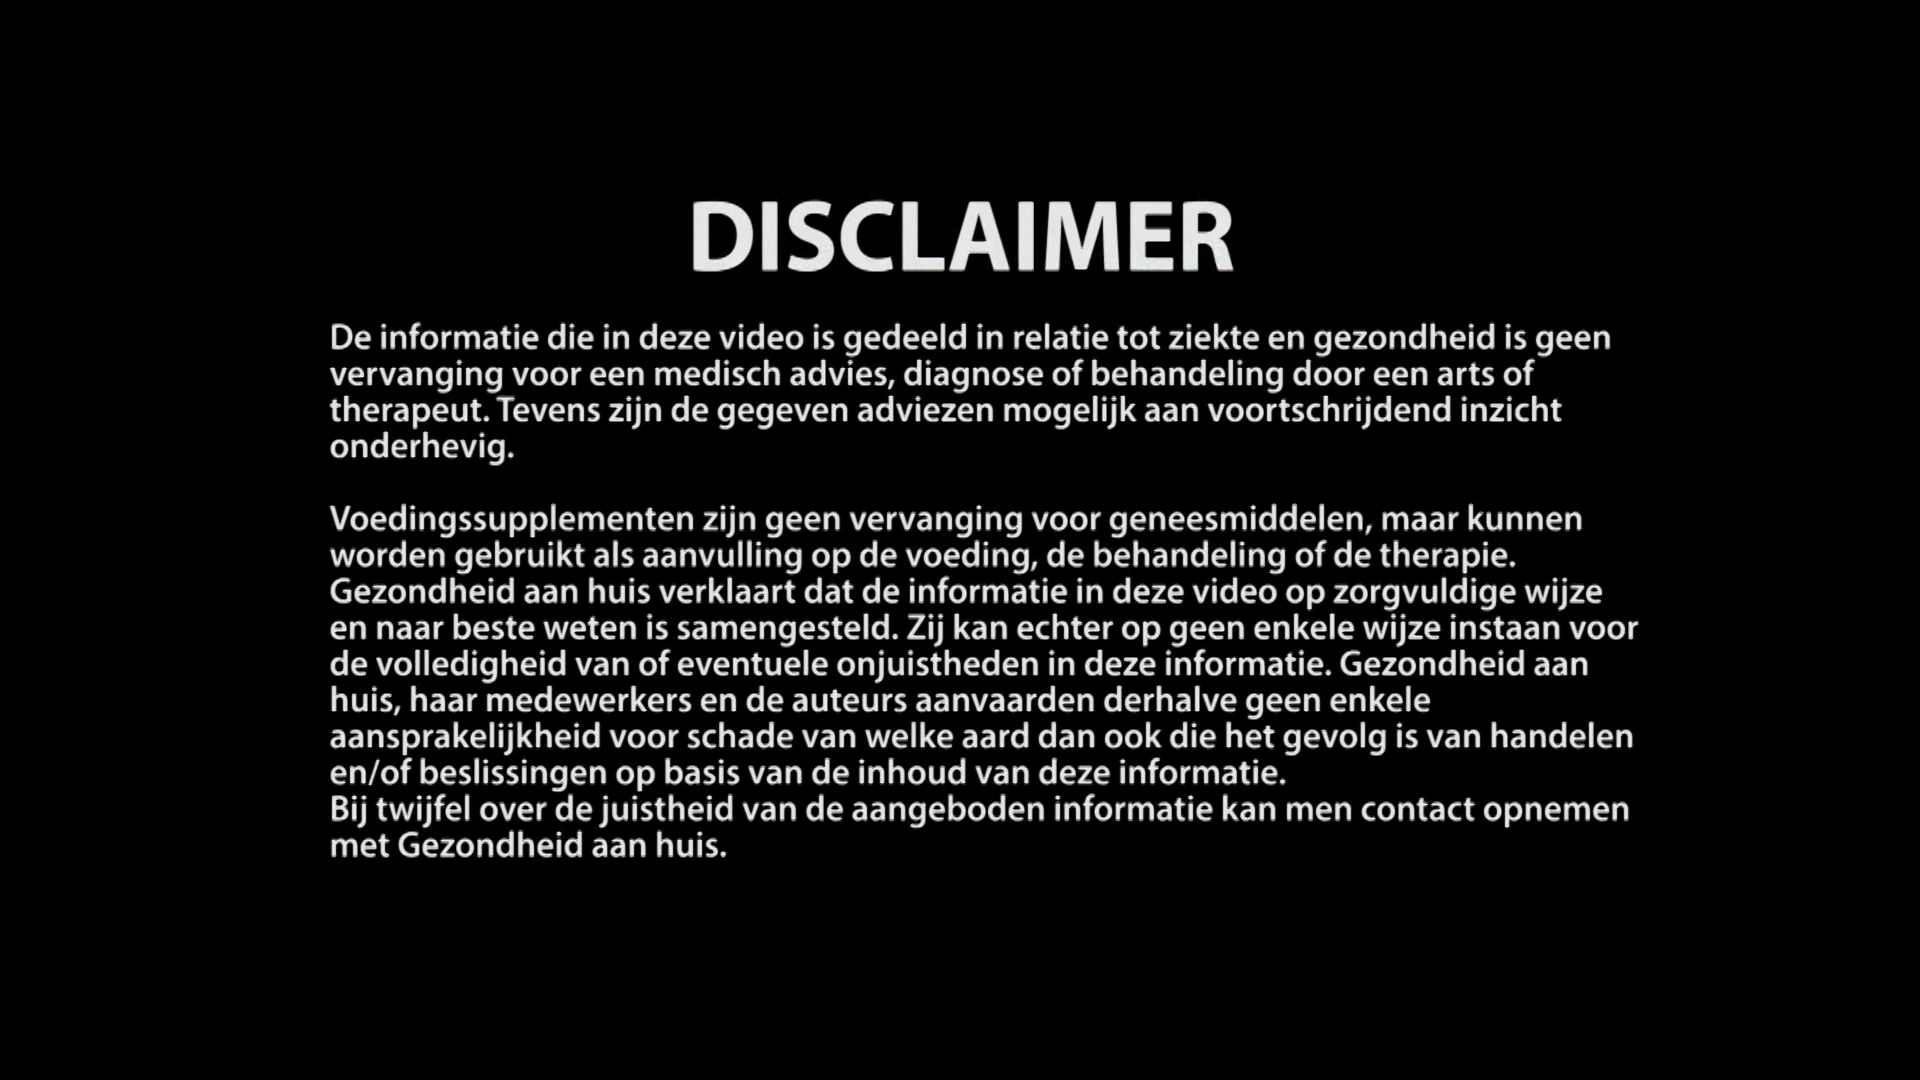 DISCLAIMER
De informatie die in deze video is gedeeld in relatie tot ziekte en gezondheid is geen
vervanging voor een medisch advies, diagnose of behandeling door een arts of
therapeut. Tevens zijn de gegeven adviezen mogelijk aan voortschrijdend inzicht
onderhevig.
Voedingssupplementen zijn geen vervanging voor geneesmiddelen, maar kunnen
worden gebruikt als aanvulling op de voeding, de behandeling of de therapie.
Gezondheid aan huis verklaart dat de informatie in deze video op zorgvuldige wijze
en naar beste weten is samengesteld. Zij kan echter op geen enkele wijze instaan voor
de volledigheid van of eventuele onjuistheden in deze informatie. Gezondheid aan
huis, haar medewerkers en de auteurs aanvaarden derhalve geen enkele
aansprakelijkheid voor schade van welke aard dan ook die het gevolg is van handelen
en/of beslissingen op basis van de inhoud van deze informatie.
Bij twijfel over de juistheid van de aangeboden informatie kan men contact opnemen
met Gezondheid aan huis.